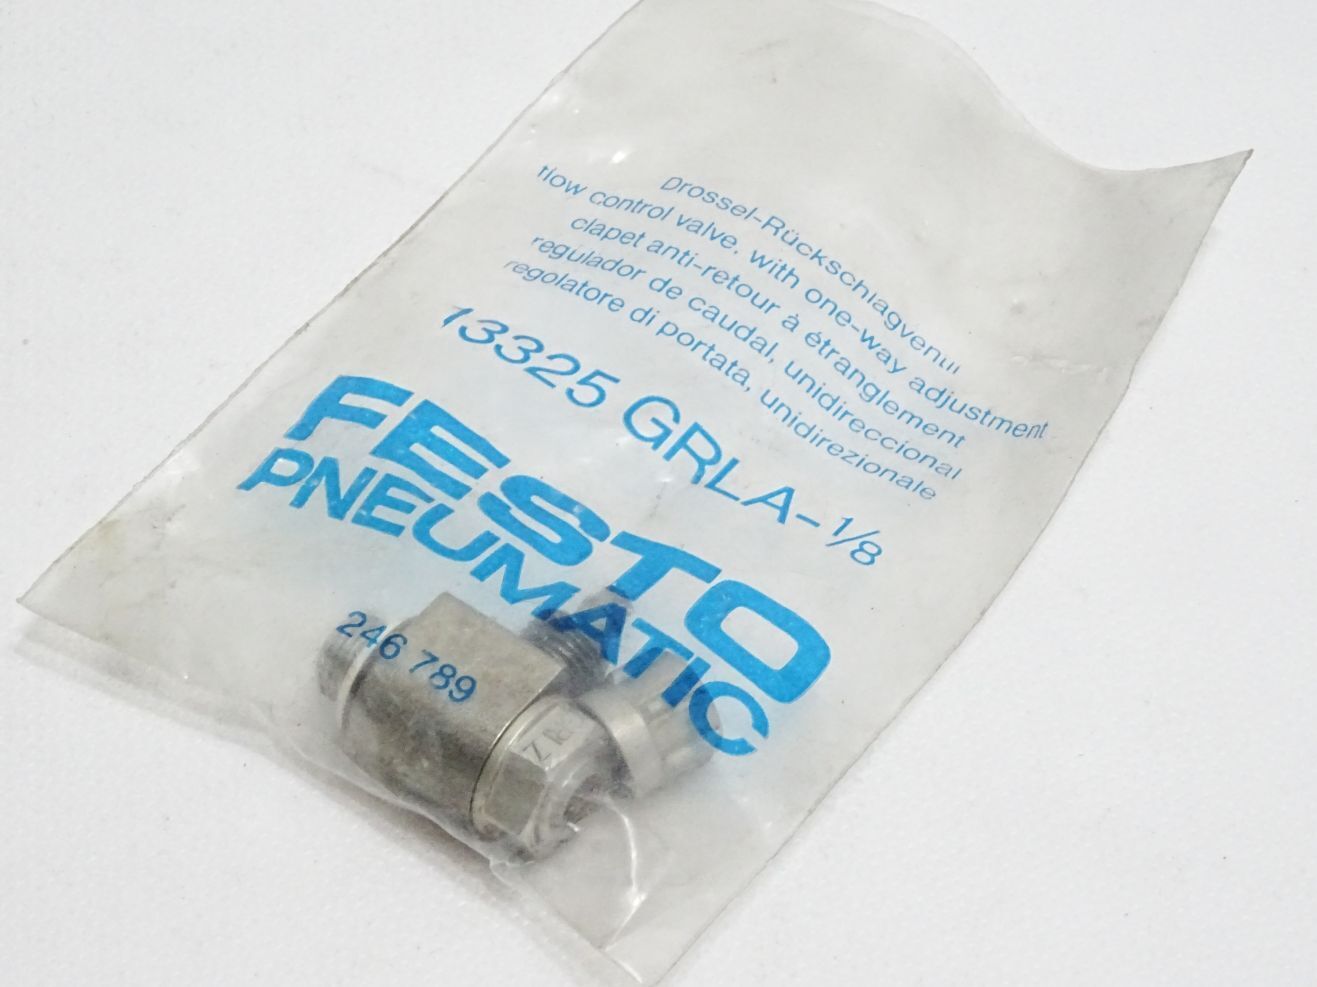 Drossel-Rückschlagventil
flow control valve, with one-way adjustment
clapet anti-retour à étranglement
regulador de caudal, unidireccional
regolatore di portata, unidirezionale
13325 GRLA-1/8
FESTO
PNEUMATIC
246 789